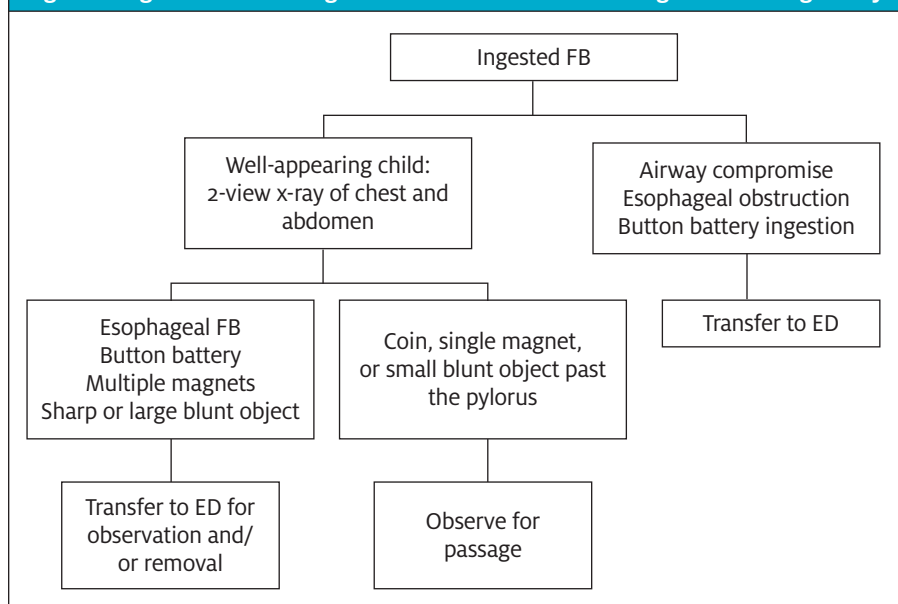 Ingested FB
Well-appearing child:
2-view x-ray of chest and
abdomen
Airway compromise
Esophageal obstruction
Button battery ingestion
Transfer to ED
Esophageal FB
Button battery
Multiple magnets
Sharp or large blunt object
Coin, single magnet,
or small blunt object past
the pylorus
Transfer to ED for
observation and/
or removal
Observe for
passage